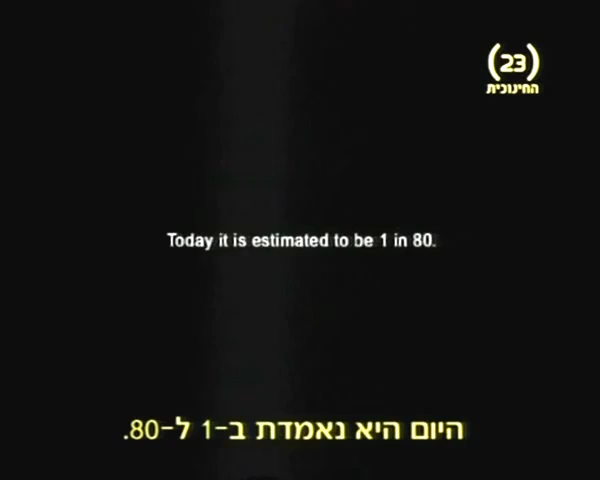 (23)
החינוכית
Today it is estimated to be 1 in 80.
היום היא נאמדת ב-1 ל-80.